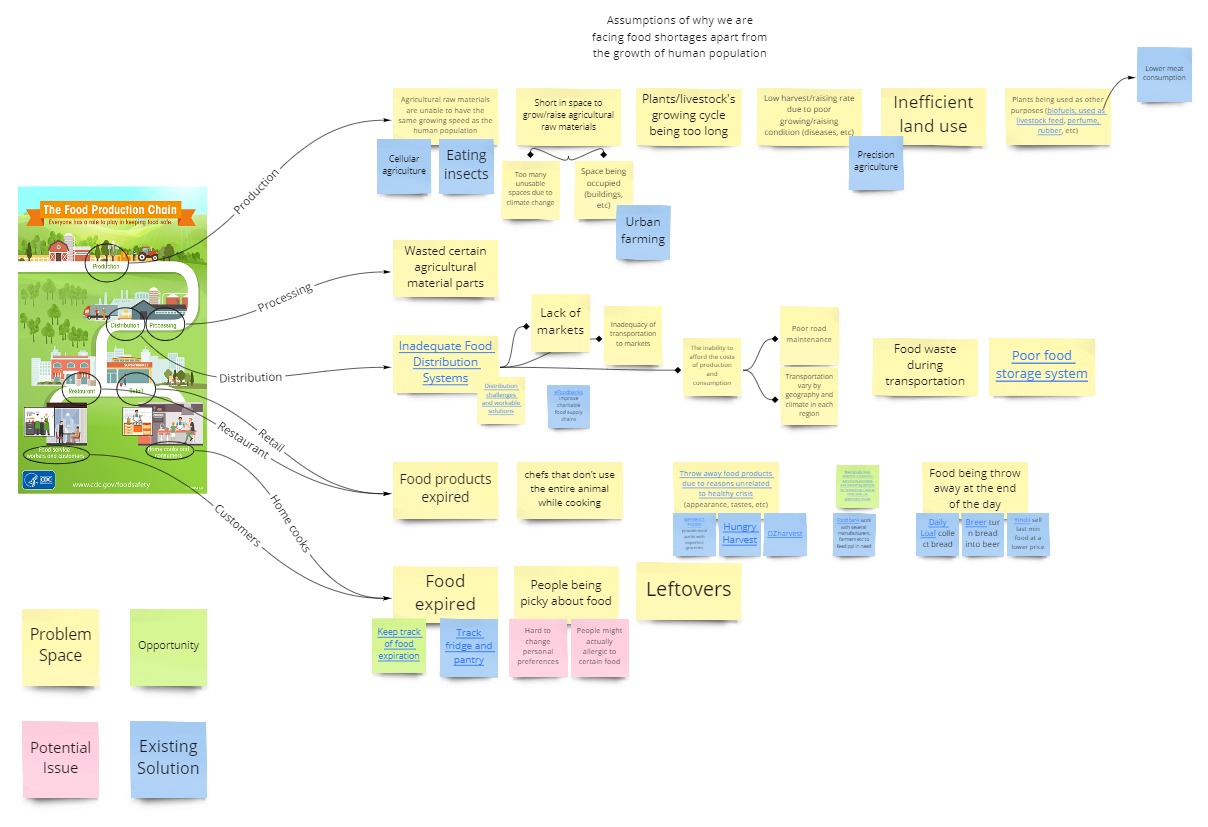 Assumptions of why we are
facing food shortages apart from
the growth of human population
Lower meat
consumption
Agricultural raw materials
are unable to have the
same growing speed as the
human population
Short in space to
grow/raise agricultural
raw materials
Plants/livestock's
growing cycle
being too long
Low harvest/raising rate
due to poor
growing/raising
condition (diseases, etc)
Inefficient
land use
Plants being used as other
purposes (biofuels, used as
livestock feed, perfume,
rubber, etc)
Cellular
agriculture
Eating
insects
Too many
unusable
spaces due to
climate change
Space being
occupied
(buildings,
etc)
Urban
farming
Precision
agriculture
Production
The Food Production Chain
Everyone has a role to play in keeping food safe.
Production
Distribution
Processing
SUPERMARKET
Restaurant
Retail
Food service
workers and customers
Home cooks and
consumers
CDC
www.cdc.gov/foodsafety
Processing
Wasted certain
agricultural
material parts
Distribution
Inadequate Food
Distribution
Systems
Distribution
challenges
and workable
solutions
improve
charitable
food supply
chains
Lack of
markets
Inadequacy of
transportation
to markets
The inability to
afford the costs
of production
and
consumption
Poor road
maintenance
Transportation
vary by
geography and
climate in each
region
Food waste
during
transportation
Poor food
storage system
Retail
Restaurant
Food products
expired
chefs that don't use
the entire animal
while cooking
Throw away food products
due to reasons unrelated
to healthy crisis
(appearance, tastes, etc)
Hungry
Harvest
OZharvest
Food bank work
with several
manufacturers,
farmers etc to
feed ppl in need
Food being throw
away at the end
of the day
Daily
Loaf colle
ct bread
Breer tur
n bread
into beer
Yindii sell
last min
food at a
lower price
Home cooks
Customers
Food
expired
People being
picky about food
Leftovers
Keep track
of food
expiration
Track
fridge and
pantry
Hard to
change
personal
preferences
People might
actually
allergic to
certain food
Problem
Space
Opportunity
Potential
Issue
Existing
Solution